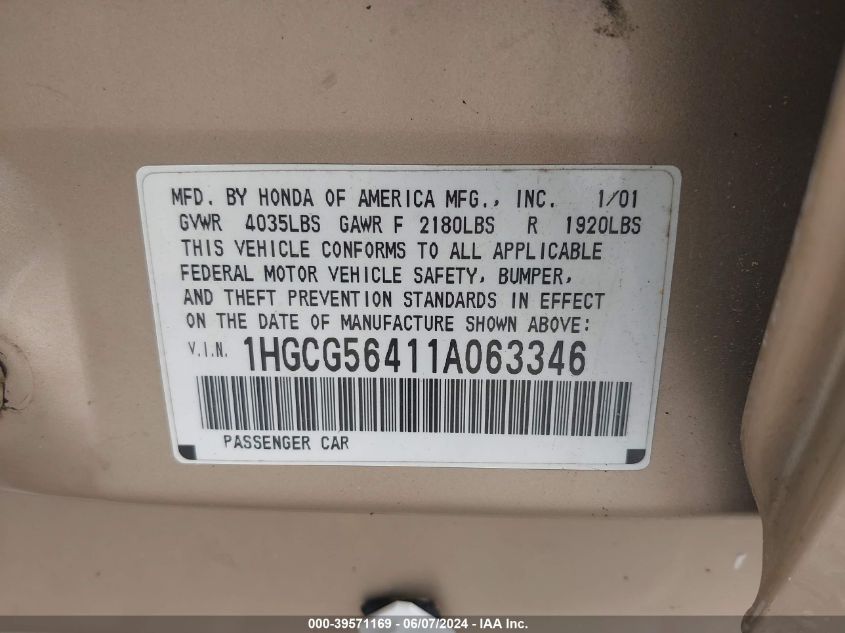 MFD. BY HONDA OF AMERICA MFG., INC. 1/01
GVWR 4035LBS GAWR F 2180LBS R 1920LBS
THIS VEHICLE CONFORMS TO ALL APPLICABLE
FEDERAL MOTOR VEHICLE SAFETY, BUMPER,
AND THEFT PREVENTION STANDARDS IN EFFECT
ON THE DATE OF MANUFACTURE SHOWN ABOVE:
V.I.N. 1HGCG56411A063346
PASSENGER CAR
000-39571169 - 06/07/2024 - IAA Inc.